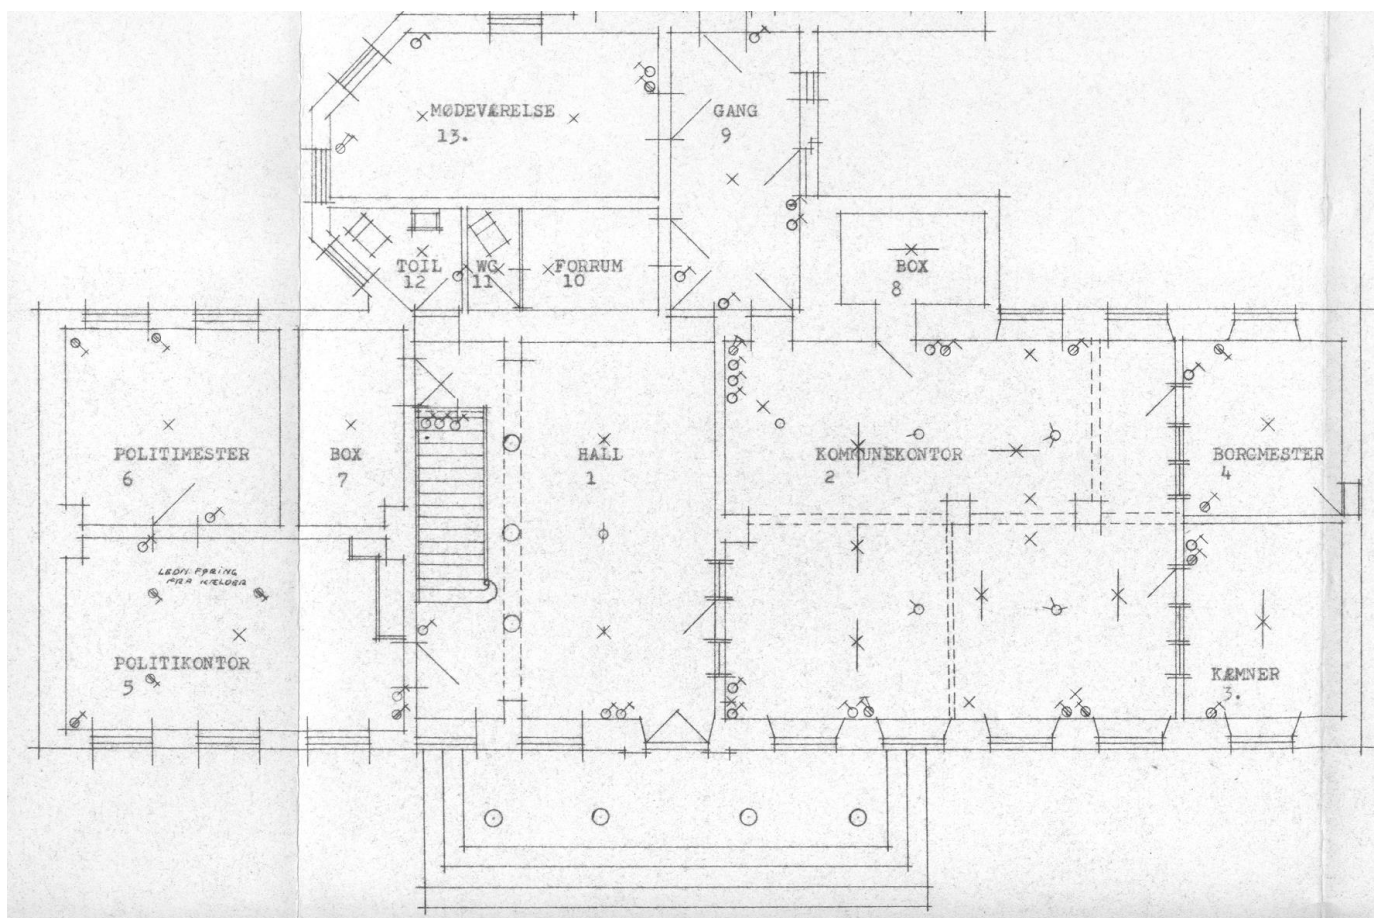 MØDEVÆRELSE
13.
GANG
9
TOIL
12
WC
11
FORRUM
10
BOX
8
POLITIMESTER
6
BOX
7
HALL
1
KOMMUNEKONTOR
2
BORGMESTER
4
LEDN. FØRING
FRA KÆLDER
POLITIKONTOR
5
KÆMNER
3.